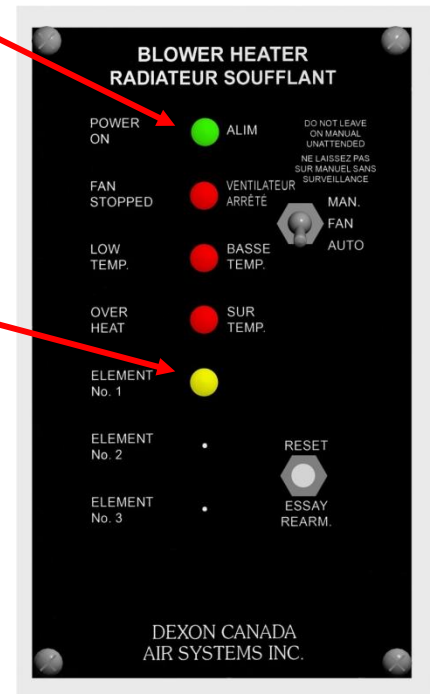 BLOWER HEATER
RADIATEUR SOUFFLANT
POWER
ON
ALIM
DO NOT LEAVE
ON MANUAL
UNATTENDED
NE LAISSEZ PAS
SUR MANUEL SANS
SURVEILLANCE
FAN
STOPPED
VENTILATEUR
ARRÈTÉ
MAN.
FAN
AUTO
LOW
TEMP.
BASSE
TEMP.
OVER
HEAT
SUR
TEMP.
ELEMENT
No. 1
ELEMENT
No. 2
RESET
ELEMENT
No. 3
ESSAY
REARM.
DEXON CANADA
AIR SYSTEMS INC.